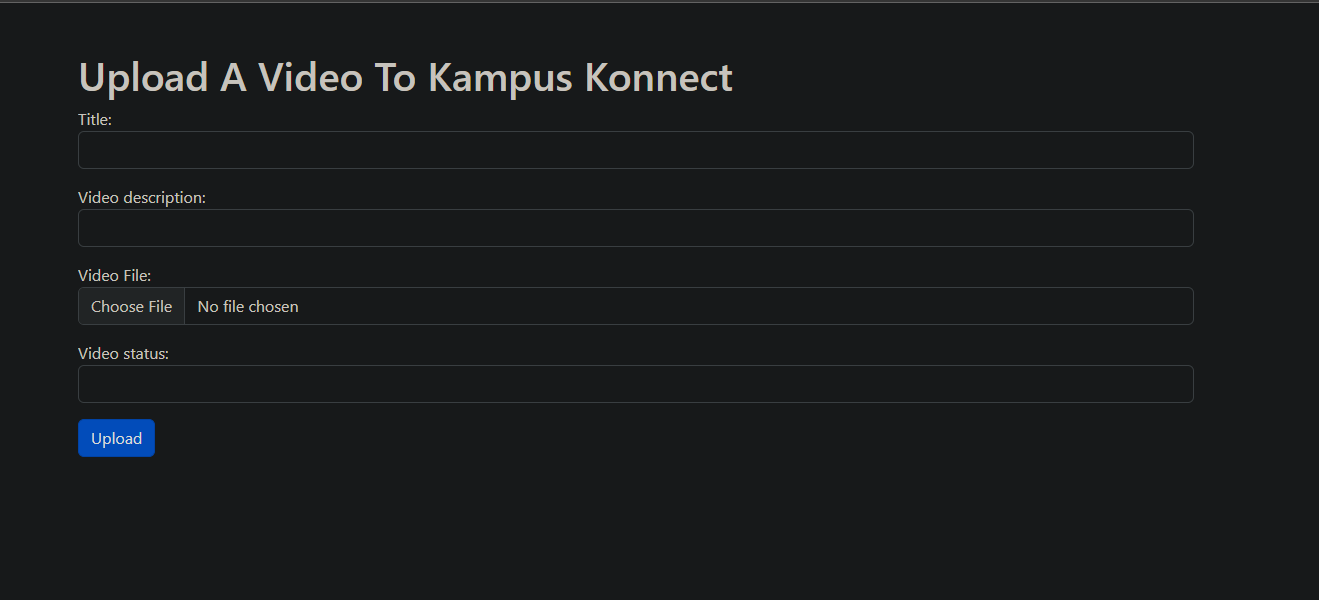 Upload A Video To Kampus Konnect
Title:
Video description:
Video File:
Choose File No file chosen
Video status:
Upload